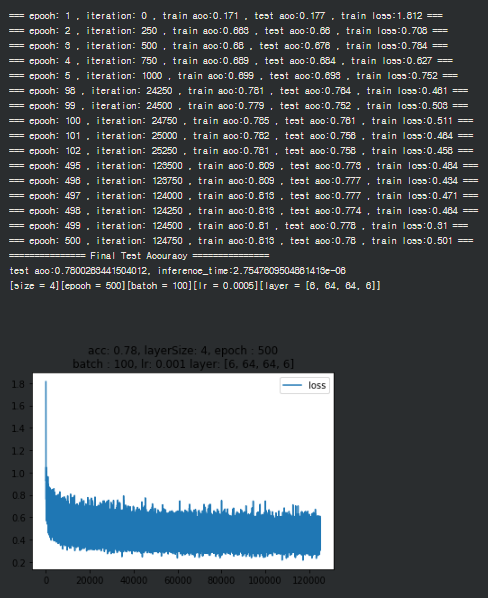 === epoch: 1 , iteration: 0 , train acc:0.171 , test acc:0.177 , train loss:1.812 ===
=== epoch: 2 , iteration: 250 , train acc:0.663 , test acc:0.66 , train loss:0.708 ===
=== epoch: 3 , iteration: 500 , train acc:0.68 , test acc:0.676 , train loss:0.784 ===
=== epoch: 4 , iteration: 750 , train acc:0.689 , test acc:0.684 , train loss:0.627 ===
=== epoch: 5 , iteration: 1000 , train acc:0.699 , test acc:0.693 , train loss:0.752 ===
=== epoch: 98 , iteration: 24250 , train acc:0.781 , test acc:0.764 , train loss:0.461 ===
=== epoch: 99 , iteration: 24500 , train acc:0.779 , test acc:0.752 , train loss:0.503 ===
=== epoch: 100 , iteration: 24750 , train acc:0.785 , test acc:0.761 , train loss:0.511 ===
=== epoch: 101 , iteration: 25000 , train acc:0.782 , test acc:0.756 , train loss:0.464 ===
=== epoch: 102 , iteration: 25250 , train acc:0.781 , test acc:0.758 , train loss:0.458 ===
=== epoch: 495 , iteration: 123500 , train acc:0.809 , test acc:0.773 , train loss:0.484 ===
=== epoch: 496 , iteration: 123750 , train acc:0.809 , test acc:0.777 , train loss:0.434 ===
=== epoch: 497 , iteration: 124000 , train acc:0.813 , test acc:0.777 , train loss:0.471 ===
=== epoch: 498 , iteration: 124250 , train acc:0.813 , test acc:0.774 , train loss:0.464 ===
=== epoch: 499 , iteration: 124500 , train acc:0.81 , test acc:0.778 , train loss:0.31 ===
=== epoch: 500 , iteration: 124750 , train acc:0.813 , test acc:0.78 , train loss:0.501 ===
=============== Final Test Accuracy ===============
test acc:0.7800263441504012, inference_time:2.7547609504861413e-06
[size = 4][epoch = 500][batch = 100][lr = 0.0005][layer = [6, 64, 64, 6]]
acc: 0.78, layerSize: 4, epoch : 500
batch : 100, lr: 0.001 layer: [6, 64, 64, 6]
loss
1.8
1.6
1.4
1.2
1.0
0.8
0.6
0.4
0.2
0 20000 40000 60000 80000 100000 120000